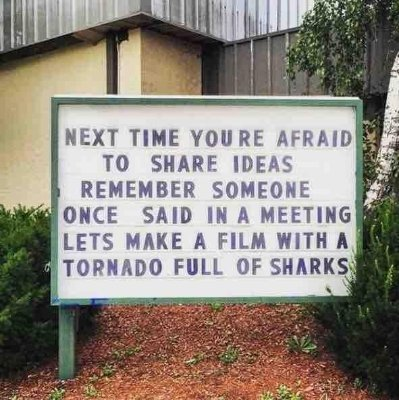 NEXT TIME YOURE AFRAID
TO SHARE IDEAS
REMEMBER SOMEONE
ONCE SAID IN A MEETING
LETS MAKE A FILM WITH A
TORNADO FULL OF SHARKS